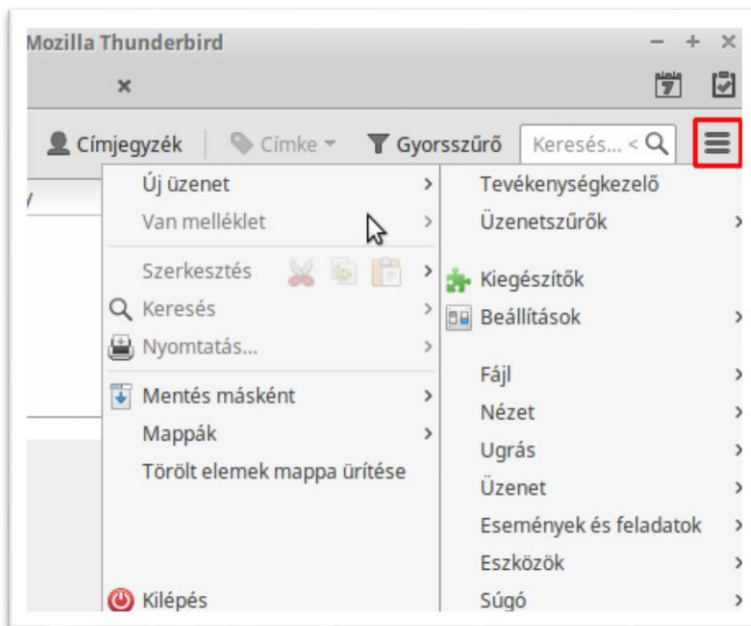 Mozilla Thunderbird
7
Címjegyzék Címke Gyorsszűrő Keresés... <
Új üzenet
Van melléklet
Szerkesztés
Keresés
Nyomtatás...
Mentés másként
Mappák
Törölt elemek mappa ürítése
Kilépés
Tevékenységkezelő
Üzenetszűrők
Kiegészítők
Beállítások
Fájl
Nézet
Ugrás
Üzenet
Események és feladatok
Eszközök
Súgó